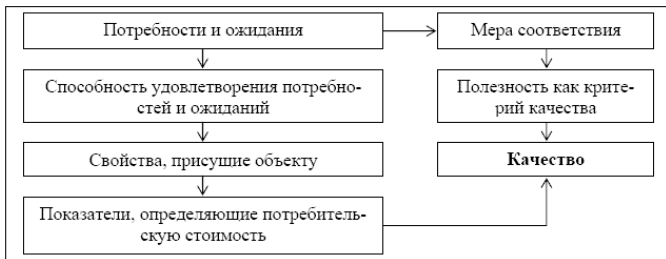 Потребности и ожидания
Мера соответствия
Способность удовлетворения потребно-
стей и ожиданий
Полезность как крите-
рий качества
Свойства, присущие объекту
Качество
Показатели, определяющие потребитель-
скую стоимость